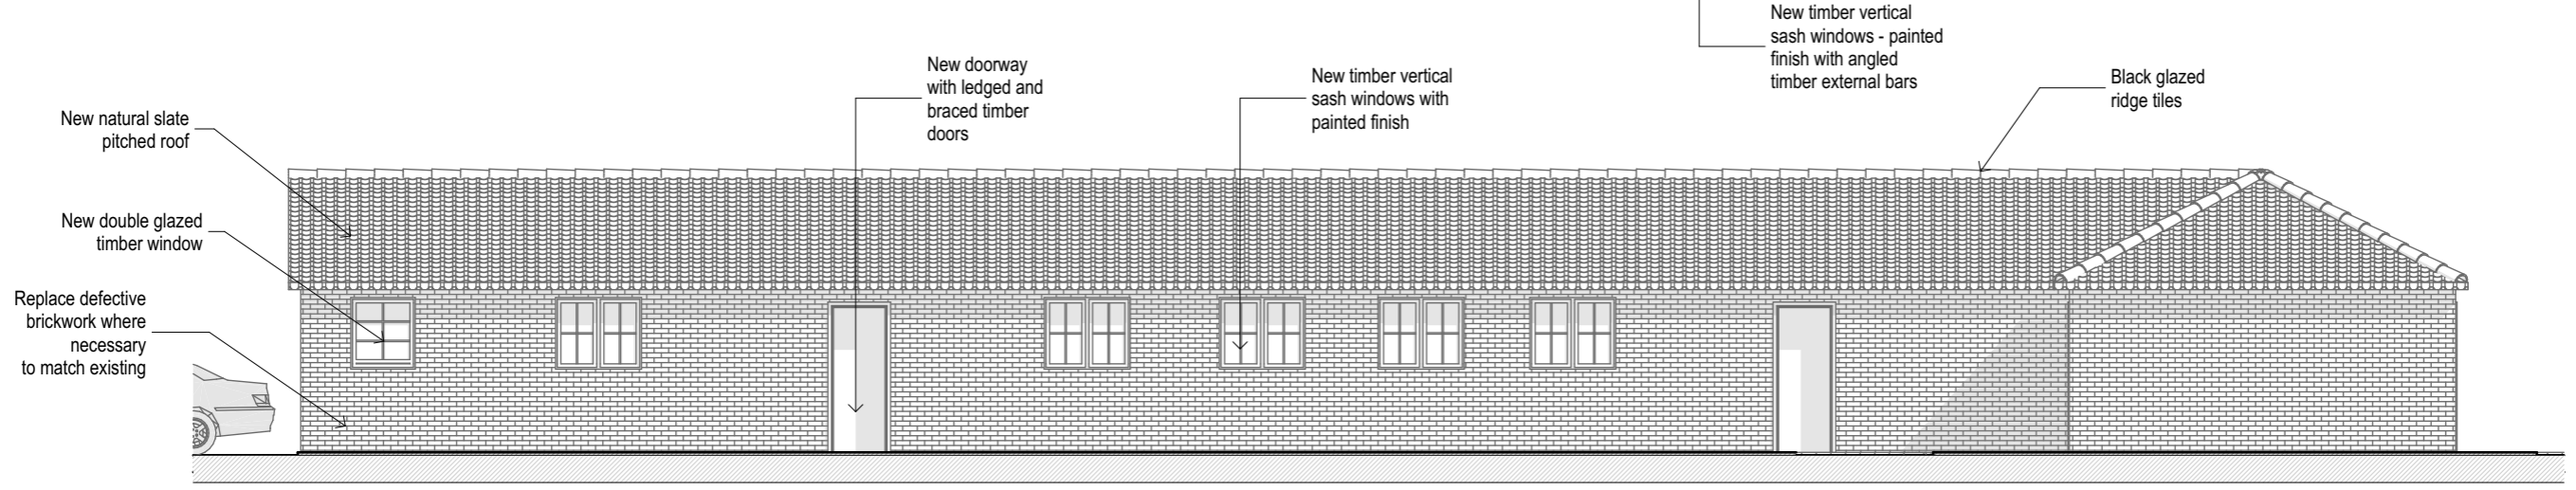 New timber vertical
sash windows - painted
finish with angled
timber external bars
New doorway
with ledged and
braced timber
doors
New timber vertical
sash windows with
painted finish
Black glazed
ridge tiles
New natural slate
pitched roof
New double glazed
timber window
Replace defective
brickwork where
necessary
to match existing